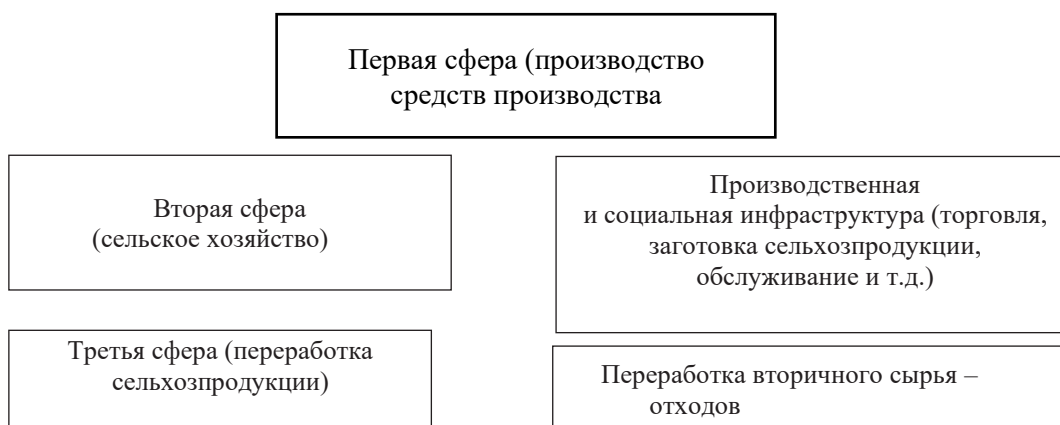 Первая сфера (производство
средств производства
Вторая сфера
(сельское хозяйство)
Производственная
и социальная инфраструктура (торговля,
заготовка сельхозпродукции,
обслуживание и т.д.)
Третья сфера (переработка
сельхозпродукции)
Переработка вторичного сырья –
отходов